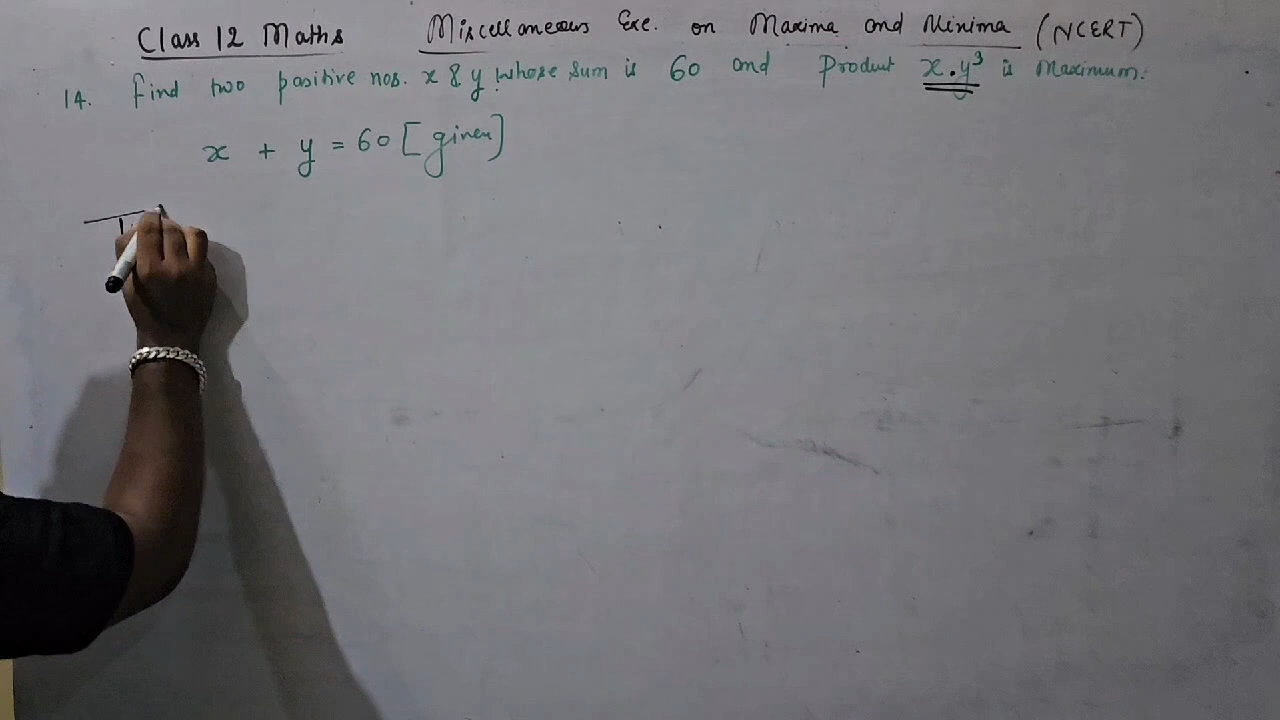 Class 12 Maths Miscellaneous Exe. on Maxima and Minima (NCERT)
14. Find two positive nos. x & y whose sum is 60 and Product x.y³ is Maximum.
x + y = 60 [given]